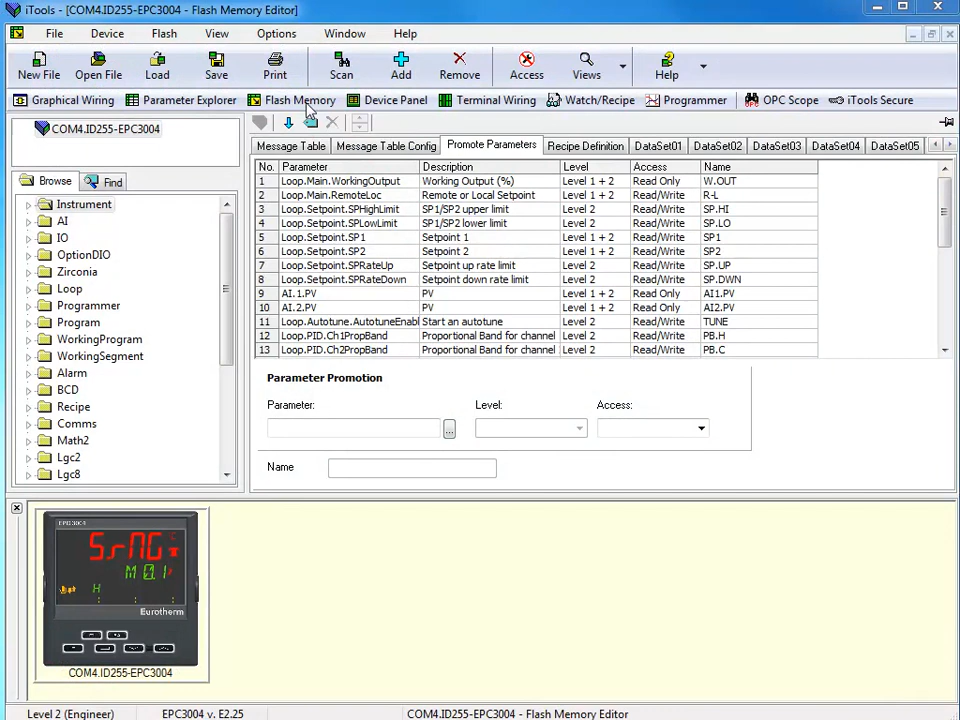 iTools - [COM4.ID255-EPC3004 - Flash Memory Editor]
File Device Flash View Options Window Help
New File Open File Load Save Print Scan Add Remove Access Views Help
Graphical Wiring Parameter Explorer Flash Memory Device Panel Terminal Wiring Watch/Recipe Programmer OPC Scope iTools Secure
COM4.ID255-EPC3004
Browse Find
Instrument
AI
IO
OptionDIO
Zirconia
Loop
Programmer
Program
WorkingProgram
WorkingSegment
Alarm
BCD
Recipe
Comms
Math2
Lgc2
Lgc8
Message Table Message Table Config Promote Parameters Recipe Definition DataSet01 DataSet02 DataSet03 DataSet04 DataSet05
No. Parameter Description Level Access Name
1 Loop.Main.WorkingOutput Working Output (%) Level 1 + 2 Read Only W.OUT
2 Loop.Main.RemoteLoc Remote or Local Setpoint Level 1 + 2 Read/Write R-L
3 Loop.Setpoint.SPHighLimit SP1/SP2 upper limit Level 2 Read/Write SP.HI
4 Loop.Setpoint.SPLowLimit SP1/SP2 lower limit Level 2 Read/Write SP.LO
5 Loop.Setpoint.SP1 Setpoint 1 Level 1 + 2 Read/Write SP1
6 Loop.Setpoint.SP2 Setpoint 2 Level 1 + 2 Read/Write SP2
7 Loop.Setpoint.SPRateUp Setpoint up rate limit Level 2 Read/Write SP.UP
8 Loop.Setpoint.SPRateDown Setpoint down rate limit Level 2 Read/Write SP.DWN
9 AI.1.PV PV Level 1 + 2 Read Only AI1.PV
10 AI.2.PV PV Level 1 + 2 Read Only AI2.PV
11 Loop.Autotune.AutotuneEnabl Start an autotune Level 2 Read/Write TUNE
12 Loop.PID.Ch1PropBand Proportional Band for channel Level 2 Read/Write PB.H
13 Loop.PID.Ch2PropBand Proportional Band for channel Level 2 Read/Write PB.C
Parameter Promotion
Parameter: Level: Access:
...
Name
EPC3004
M 0.1
H
Eurotherm
COM4.ID255-EPC3004
Level 2 (Engineer) EPC3004 v. E2.25 COM4.ID255-EPC3004 - Flash Memory Editor